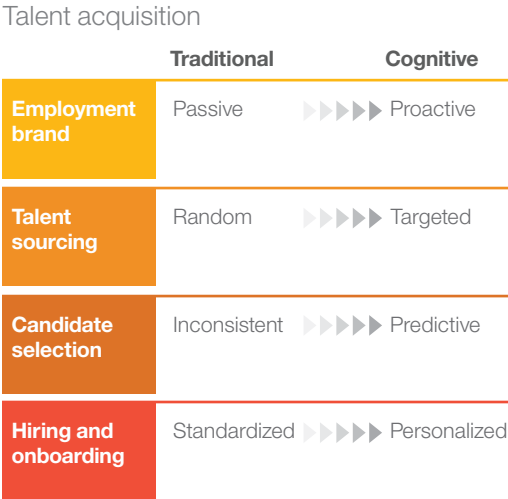 Talent acquisition
Traditional Cognitive
Employment brand Passive Proactive
Talent sourcing Random Targeted
Candidate selection Inconsistent Predictive
Hiring and onboarding Standardized Personalized